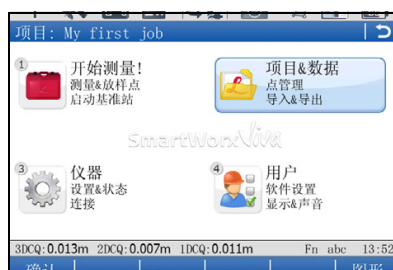 项目: My first job
1
开始测量!
测量&放样点
启动基准站
项目&数据
点管理
导入&导出
SmartWorx Viva
3
仪器
设置&状态
连接
4
用户
软件设置
显示&声音
3DCQ:0.013m 2DCQ:0.007m 1DCQ:0.011m Fn abc 13:52
确认 图形